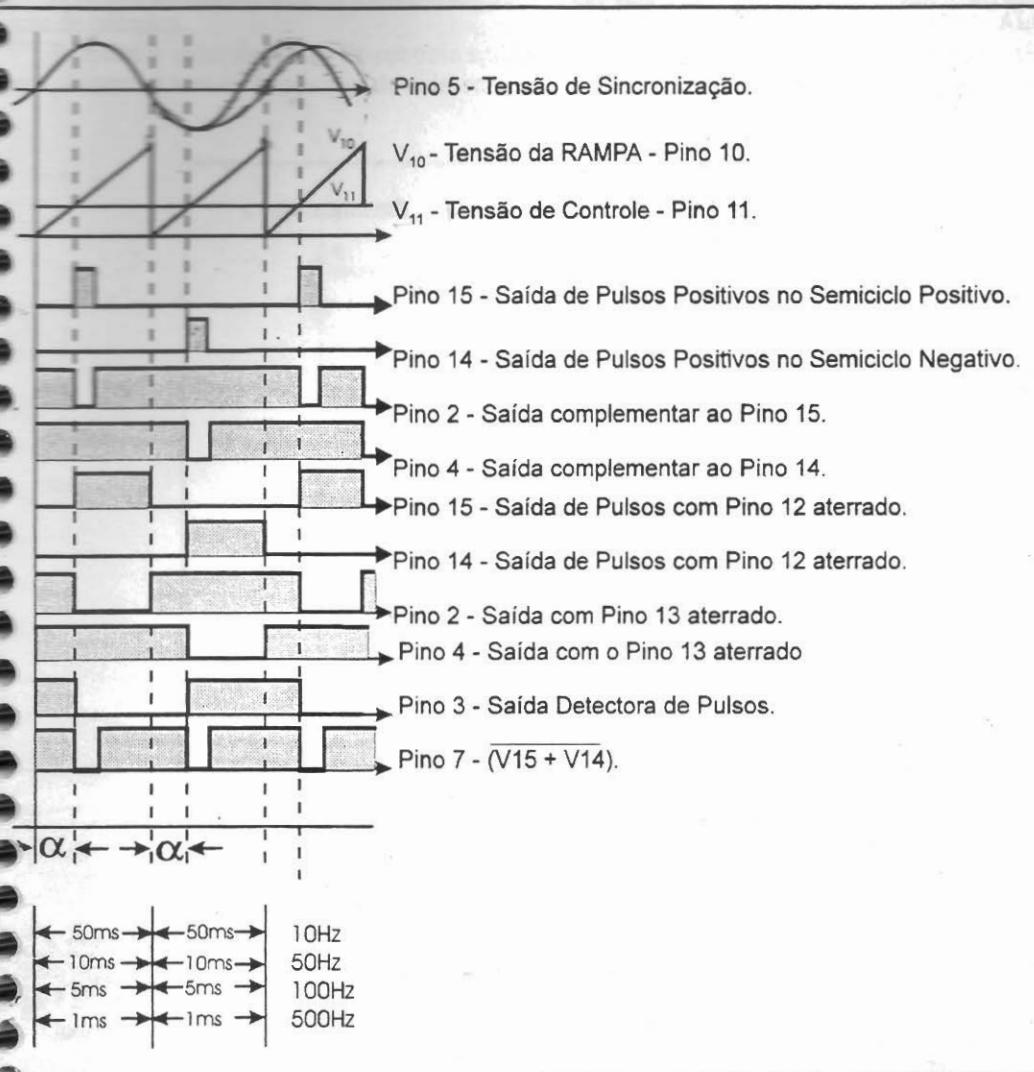 Pino 5 - Tensão de Sincronização.
V10 - Tensão da RAMPA - Pino 10.
V10
V11
V11 - Tensão de Controle - Pino 11.
Pino 15 - Saída de Pulsos Positivos no Semiciclo Positivo.
Pino 14 - Saída de Pulsos Positivos no Semiciclo Negativo.
Pino 2 - Saída complementar ao Pino 15.
Pino 4 - Saída complementar ao Pino 14.
Pino 15 - Saída de Pulsos com Pino 12 aterrado.
Pino 14 - Saída de Pulsos com Pino 12 aterrado.
Pino 2 - Saída com Pino 13 aterrado.
Pino 4 - Saída com o Pino 13 aterrado
Pino 3 - Saída Detectora de Pulsos.
Pino 7 - (V15 + V14).
α α
50ms 50ms 10Hz
10ms 10ms 50Hz
5ms 5ms 100Hz
1ms 1ms 500Hz